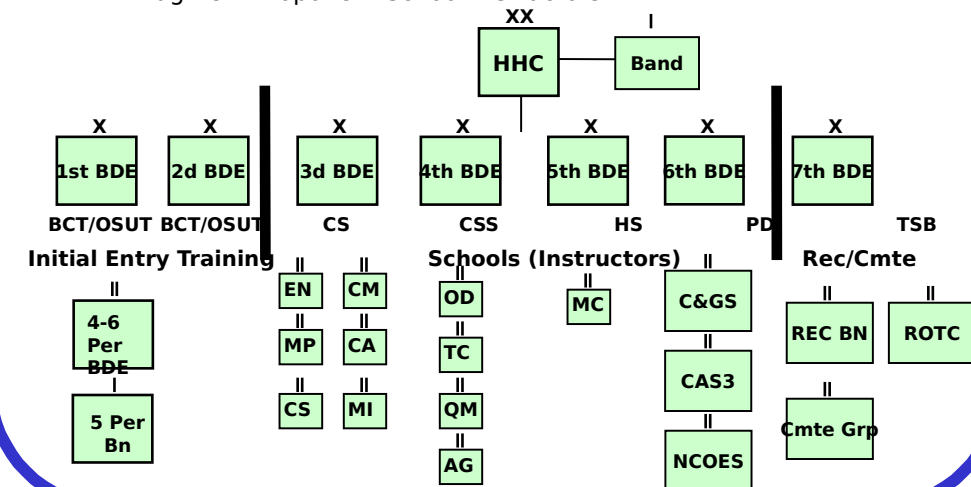 XX
I
HHC
Band
X X X X X X X
1st BDE 2d BDE 3d BDE 4th BDE 5th BDE 6th BDE 7th BDE
BCT/OSUT BCT/OSUT CS CSS HS PD TSB
Initial Entry Training Schools (Instructors) Rec/Cmte
II
4-6
Per
BDE
I
5 Per
Bn
II II
EN CM
II II
MP CA
II II
CS MI
II
OD
II
TC
II
QM
II
AG
II
MC
II
C&GS
II
CAS3
II
NCOES
II II
REC BN ROTC
II
Cmte Grp